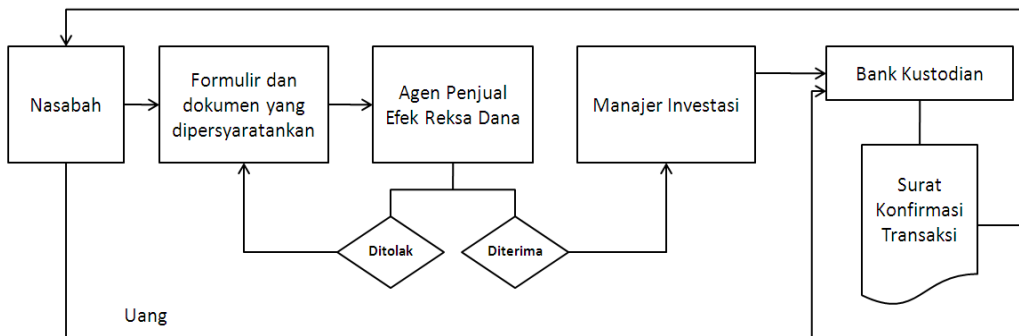 Nasabah
Formulir dan
dokumen yang
dipersyaratankan
Agen Penjual
Efek Reksa Dana
Manajer Investasi
Bank Kustodian
Surat
Konfirmasi
Transaksi
Ditolak
Diterima
Uang